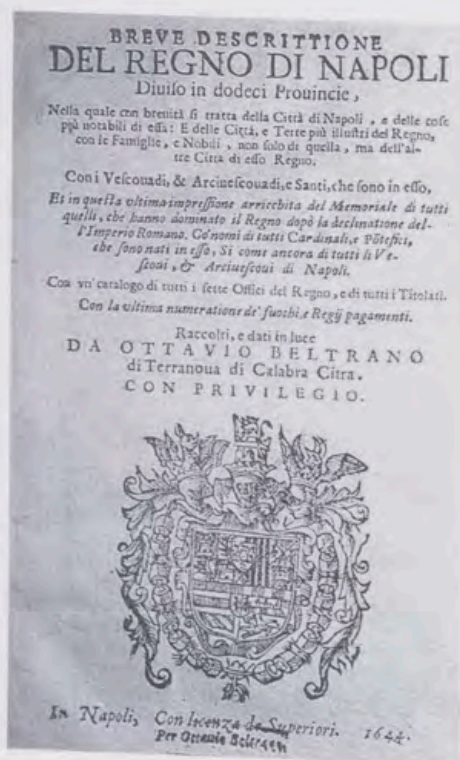 BREVE DESCRITTIONE
DEL REGNO DI NAPOLI
Diuiſo in dodeci Prouincie,
Nella quale con breuità ſi tratta della Città di Napoli, e delle coſe
più notabili di eſſa: E delle Città, e Terre più illuſtri del Regno,
con le Famiglie, e Nobili, non ſolo di quella, ma dell'al-
tre Città di eſſo Regno.
Con i Veſcouadi, & Arciueſcouadi, e Santi, che ſono in eſſo,
Et in queſta vltima impreſſione arricchita del Memoriale di tutti
quelli, che hanno dominato il Regno dopò la declinatione del-
l'Imperio Romano. Co' nomi di tutti Cardinali, e Põtefici,
che ſono nati in eſſo, Si come ancora di tutti li Ve-
ſcoui, & Arciueſcoui di Napoli.
Con vn' catalogo di tutti i ſette Offici del Regno, e di tutti i Titolati.
Con la vltima numeratione de' fuochi, e Regij pagamenti.
Raccolti, e dati in luce
DA OTTAVIO BELTRANO
di Terranoua di Calabra Citra.
CON PRIVILEGIO.
In Napoli, Con licenza de Superiori. 1644.
Per Ottauio Beltrano